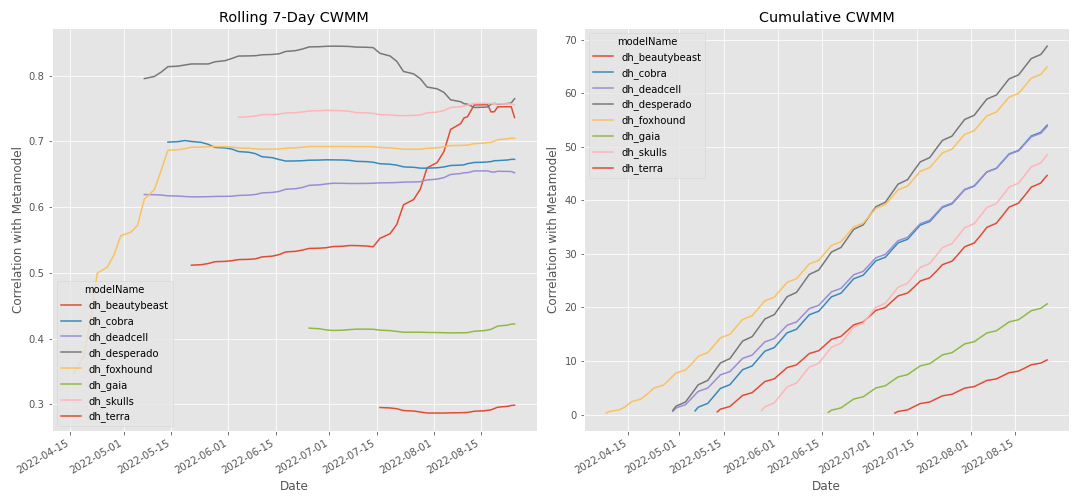 Rolling 7-Day CWMM
Correlation with Metamodel
0.8
0.7
0.6
0.5
0.4
0.3
modelName
dh_beautybeast
dh_cobra
dh_deadcell
dh_desperado
dh_foxhound
dh_gaia
dh_skulls
dh_terra
2022-04-15
2022-05-01
2022-05-15
2022-06-01
2022-06-15
2022-07-01
2022-07-15
2022-08-01
2022-08-15
Date
Cumulative CWMM
Correlation with Metamodel
70
60
50
40
30
20
10
0
modelName
dh_beautybeast
dh_cobra
dh_deadcell
dh_desperado
dh_foxhound
dh_gaia
dh_skulls
dh_terra
2022-04-15
2022-05-01
2022-05-15
2022-06-01
2022-06-15
2022-07-01
2022-07-15
2022-08-01
2022-08-15
Date